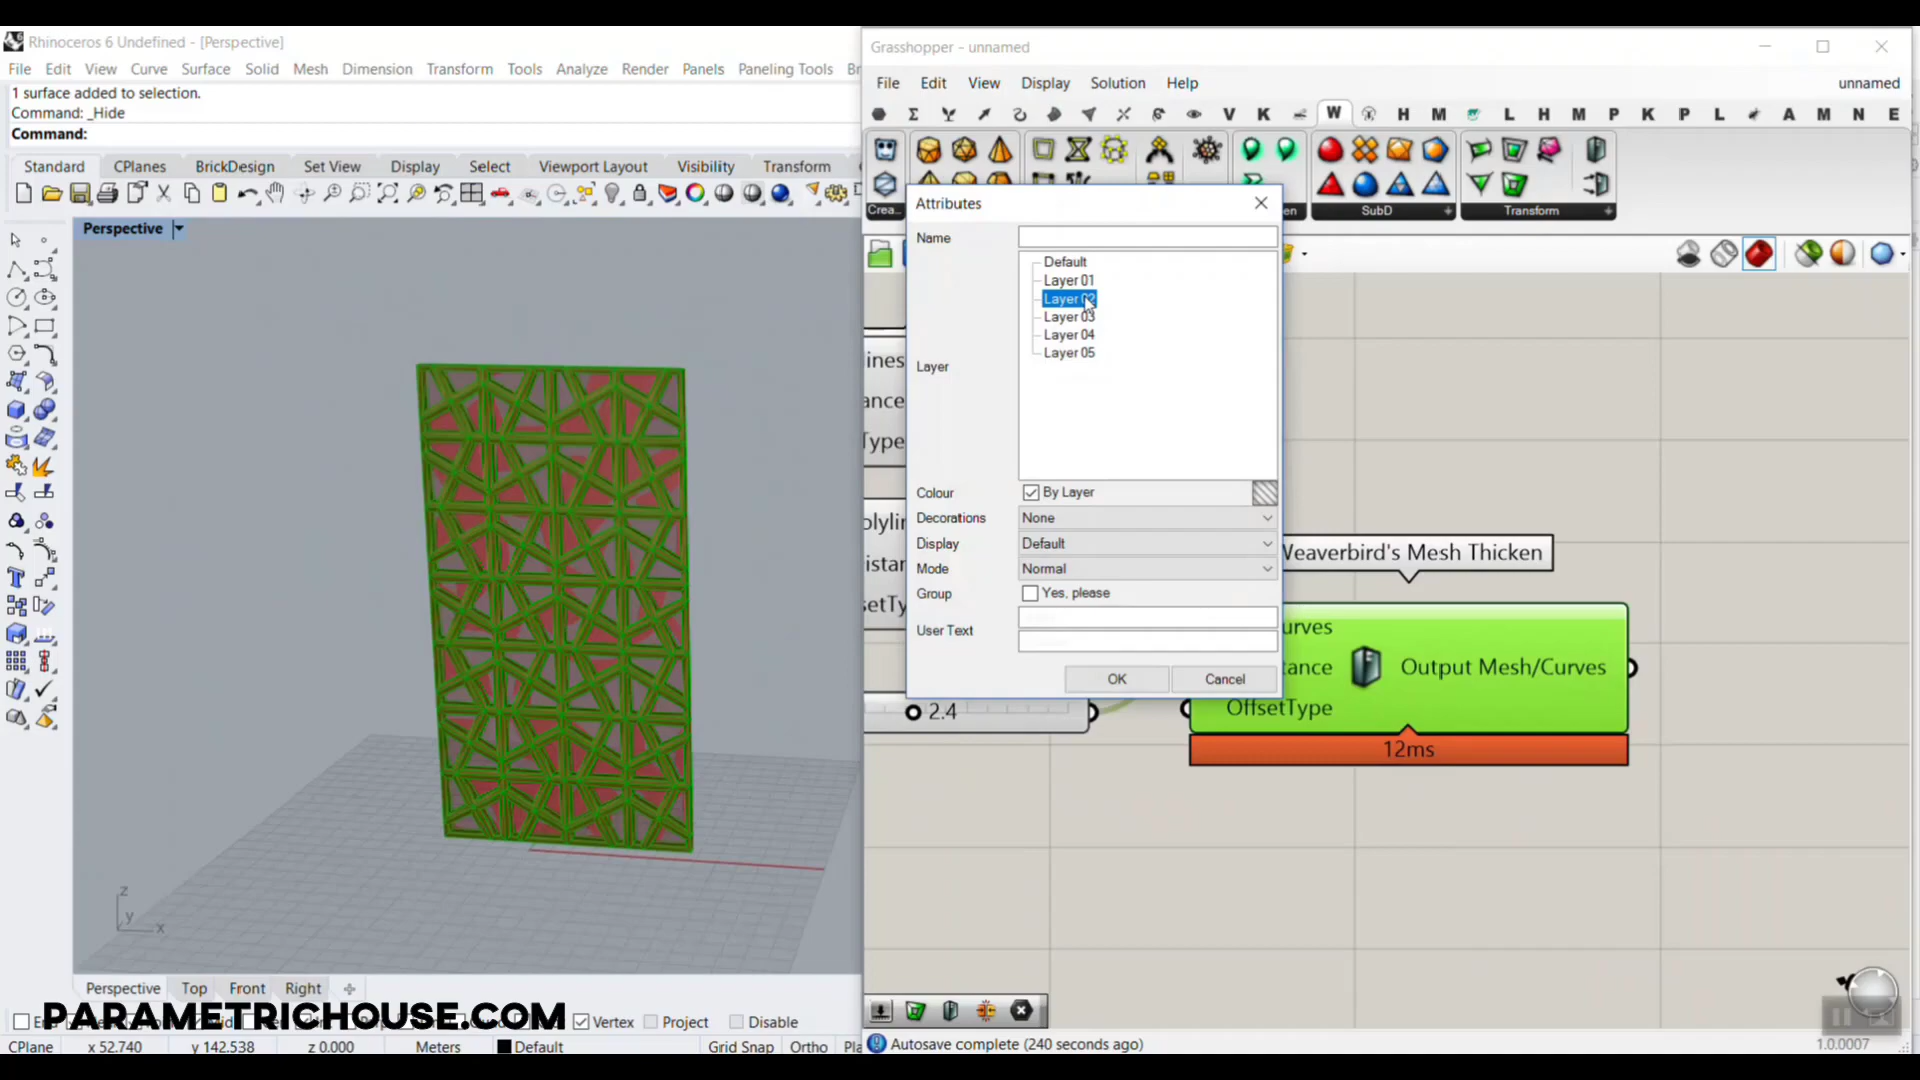 Rhinoceros 6 Undefined - [Perspective]
File Edit View Curve Surface Solid Mesh Dimension Transform Tools Analyze Render Panels Paneling Tools
1 surface added to selection.
Command: _Hide
Command:
Standard CPlanes BrickDesign Set View Display Select Viewport Layout Visibility Transform
Perspective
z
y
x
Perspective Top Front Right
PARAMETRICHOUSE.COM
Vertex Project Disable
CPlane x 52.740 y 142.538 z 0.000 Meters Default Grid Snap Ortho
Grasshopper - unnamed
File Edit View Display Solution Help unnamed
V K W H M L H M P K P L A M N E
Crea... SubD Transform
Attributes
Name
Default
Layer 01
Layer 02
Layer 03
Layer 04
Layer 05
Layer
Colour By Layer
Decorations None
Display Default
Mode Normal
Group Yes, please
User Text
OK Cancel
Weaverbird's Mesh Thicken
Output Mesh/Curves
OffsetType
12ms
2.4
Autosave complete (240 seconds ago)
1.0.0007